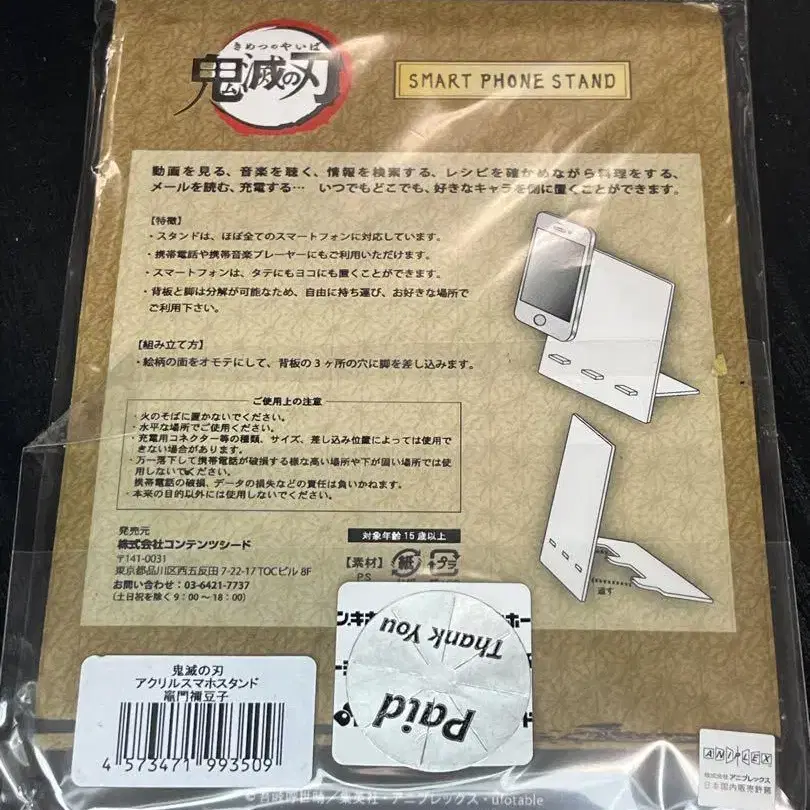 きめつのやいば
鬼滅の刃
SMART PHONE STAND
動画を見る、音楽を聴く、情報を検索する、レシピを確かめながら料理をする、
メールを読む、充電する… いつでもどこでも、好きなキャラを側に置くことができます。
【特徴】
・スタンドは、ほぼ全てのスマートフォンに対応しています。
・携帯電話や携帯音楽プレーヤーにもご利用いただけます。
・スマートフォンは、タテにもヨコにも置くことができます。
・背板と脚は分解が可能なため、自由に持ち運び、お好きな場所で
ご利用下さい。
【組み立て方】
・絵柄の面をオモテにして、背板の3ヶ所の穴に脚を差し込みます。
ご使用上の注意
・火のそばに置かないでください。
・水平な場所でご使用ください。
・充電用コネクター等の種類、サイズ、差し込み位置によっては使用で
きない場合があります。
・万一落下して携帯電話が破損する様な高い場所や下が固い場所では使
用しないでください。
携帯電話の破損、データの損失などの責任は負いかねます。
・本来の目的以外には使用しないでください。
発売元
株式会社コンテンツシード
〒141-0031
東京都品川区西五反田 7-22-17 TOCビル 8F
お問い合わせ：03-6421-7737
(土日祝を除く 9：00～18：00)
対象年齢15歳以上
【素材】 紙 プラ
PS
Thank You
Paid
鬼滅の刃
アクリルスマホスタンド
竈門禰豆子
4 573471 993509
ANIPLEX
株式会社アニプレックス
日本国内販売許諾
／集英社・アニプレックス・ufotable